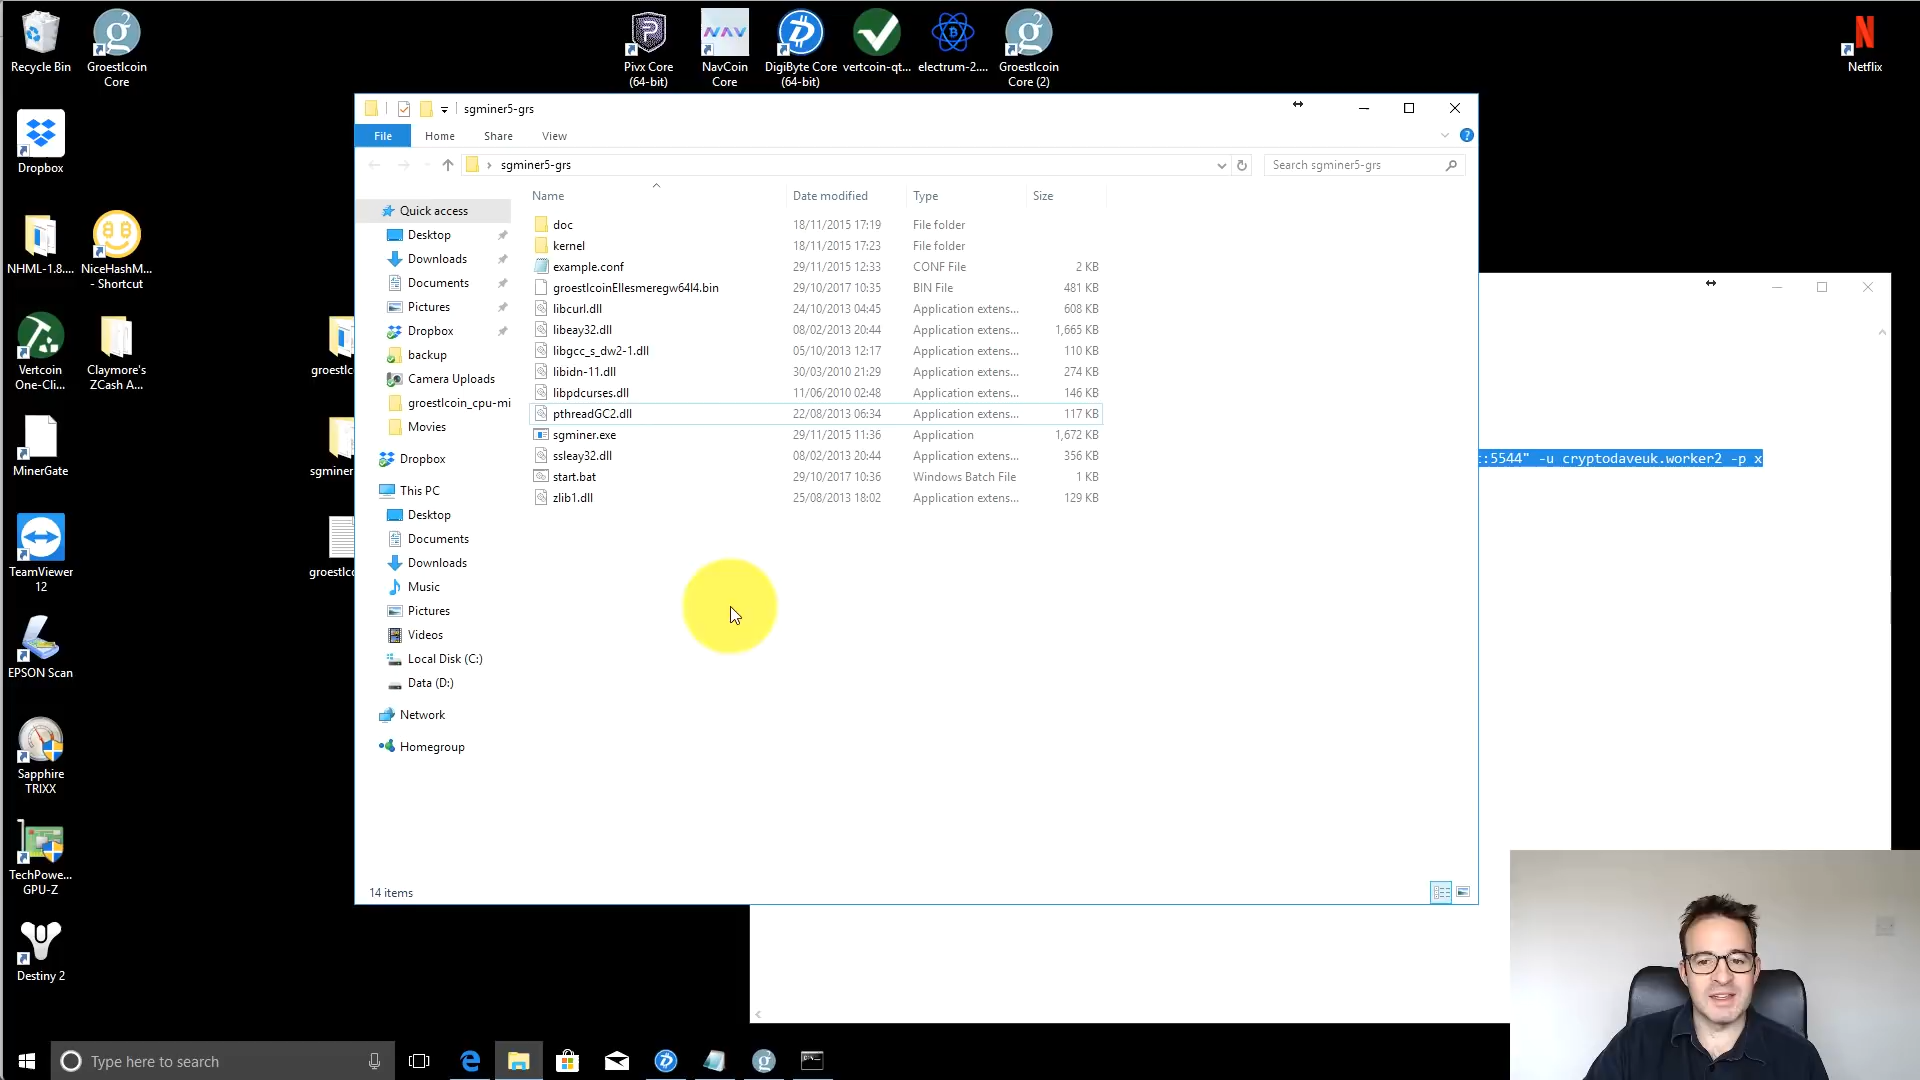 Recycle Bin
Groestlcoin
Core
Pivx Core
(64-bit)
NavCoin
Core
DigiByte Core
(64-bit)
vertcoin-qt...
electrum-2....
Groestlcoin
Core (2)
Netflix
sgminer5-grs
File
Home
Share
View
sgminer5-grs
Search sgminer5-grs
Name
Date modified
Type
Size
doc 18/11/2015 17:19 File folder
kernel 18/11/2015 17:23 File folder
example.conf 29/11/2015 12:33 CONF File 2 KB
groestlcoinEllesmeregw64l4.bin 29/10/2017 10:35 BIN File 481 KB
libcurl.dll 24/10/2013 04:45 Application extens... 608 KB
libeay32.dll 08/02/2013 20:44 Application extens... 1,665 KB
libgcc_s_dw2-1.dll 05/10/2013 12:17 Application extens... 110 KB
libidn-11.dll 30/03/2010 21:29 Application extens... 274 KB
libpdcurses.dll 11/06/2010 02:48 Application extens... 146 KB
pthreadGC2.dll 22/08/2013 06:34 Application extens... 117 KB
sgminer.exe 29/11/2015 11:36 Application 1,672 KB
ssleay32.dll 08/02/2013 20:44 Application extens... 356 KB
start.bat 29/10/2017 10:36 Windows Batch File 1 KB
zlib1.dll 25/08/2013 18:02 Application extens... 129 KB
Quick access
Desktop
Downloads
Documents
Pictures
Dropbox
backup
Camera Uploads
groestlcoin_cpu-mi
Movies
Dropbox
This PC
Desktop
Documents
Downloads
Music
Pictures
Videos
Local Disk (C:)
Data (D:)
Network
Homegroup
14 items
:5544" -u cryptodaveuk.worker2 -p x
Dropbox
NHML-1.8....
NiceHashM...
- Shortcut
Vertcoin
One-Cli...
Claymore's
ZCash A...
groestlc
MinerGate
sgminer
TeamViewer
12
groestlc
EPSON Scan
Sapphire
TRIXX
TechPowe...
GPU-Z
Destiny 2
Type here to search